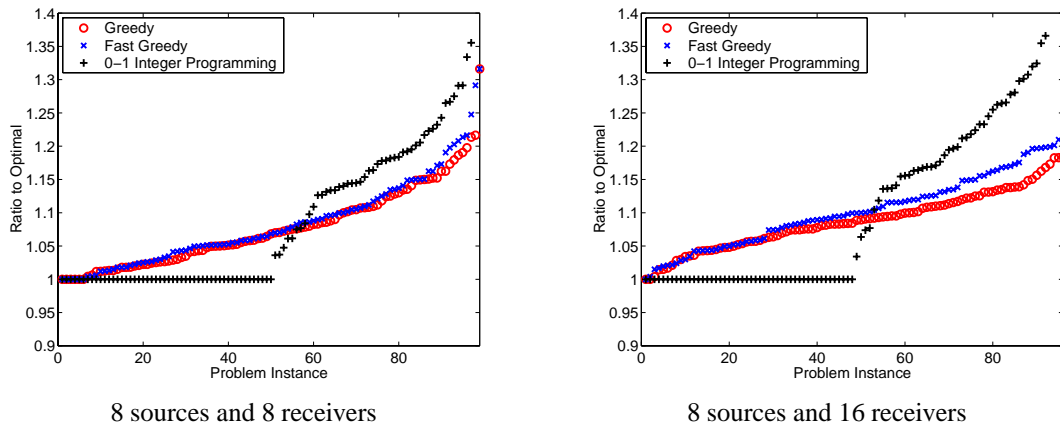 1.4
1.35
1.3
1.25
1.2
1.15
1.1
1.05
1
0.95
0.9
Ratio to Optimal
Greedy
Fast Greedy
0−1 Integer Programming
0 20 40 60 80
Problem Instance
8 sources and 8 receivers
1.4
1.35
1.3
1.25
1.2
1.15
1.1
1.05
1
0.95
0.9
Ratio to Optimal
Greedy
Fast Greedy
0−1 Integer Programming
0 20 40 60 80
Problem Instance
8 sources and 16 receivers